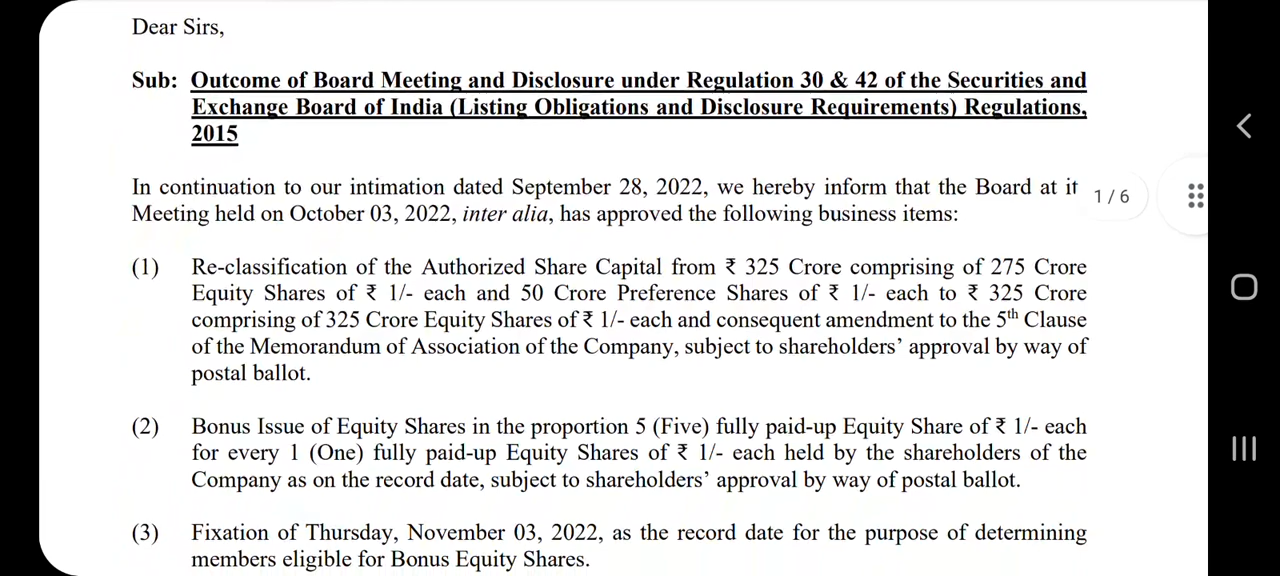 Dear Sirs,
Sub: Outcome of Board Meeting and Disclosure under Regulation 30 & 42 of the Securities and
Exchange Board of India (Listing Obligations and Disclosure Requirements) Regulations,
2015
In continuation to our intimation dated September 28, 2022, we hereby inform that the Board at it
1 / 6
Meeting held on October 03, 2022, inter alia, has approved the following business items:
(1) Re-classification of the Authorized Share Capital from ₹ 325 Crore comprising of 275 Crore
Equity Shares of ₹ 1/- each and 50 Crore Preference Shares of ₹ 1/- each to ₹ 325 Crore
comprising of 325 Crore Equity Shares of ₹ 1/- each and consequent amendment to the 5th Clause
of the Memorandum of Association of the Company, subject to shareholders’ approval by way of
postal ballot.
(2) Bonus Issue of Equity Shares in the proportion 5 (Five) fully paid-up Equity Share of ₹ 1/- each
for every 1 (One) fully paid-up Equity Shares of ₹ 1/- each held by the shareholders of the
Company as on the record date, subject to shareholders’ approval by way of postal ballot.
(3) Fixation of Thursday, November 03, 2022, as the record date for the purpose of determining
members eligible for Bonus Equity Shares.